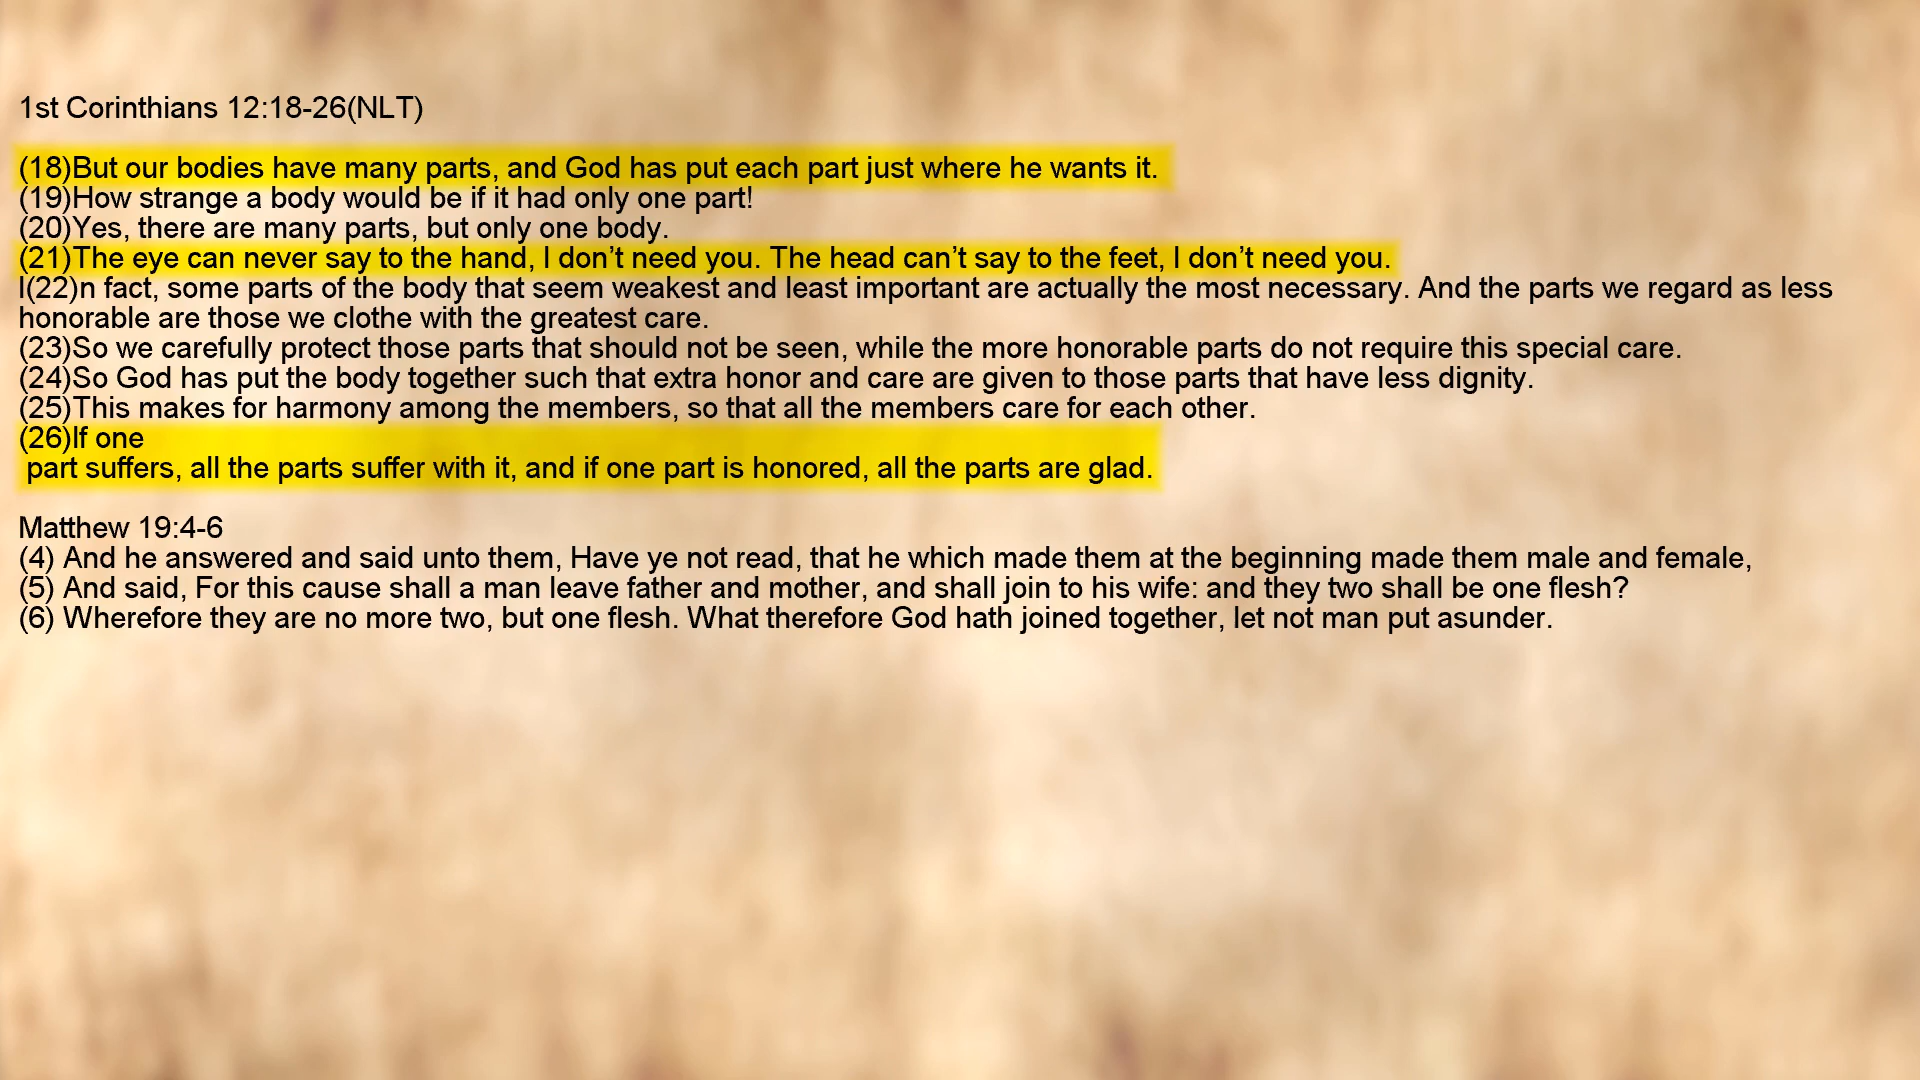 1st Corinthians 12:18-26(NLT)
(18)But our bodies have many parts, and God has put each part just where he wants it.
(19)How strange a body would be if it had only one part!
(20)Yes, there are many parts, but only one body.
(21)The eye can never say to the hand, I don’t need you. The head can’t say to the feet, I don’t need you.
I(22)n fact, some parts of the body that seem weakest and least important are actually the most necessary. And the parts we regard as less
honorable are those we clothe with the greatest care.
(23)So we carefully protect those parts that should not be seen, while the more honorable parts do not require this special care.
(24)So God has put the body together such that extra honor and care are given to those parts that have less dignity.
(25)This makes for harmony among the members, so that all the members care for each other.
(26)If one
part suffers, all the parts suffer with it, and if one part is honored, all the parts are glad.
Matthew 19:4-6
(4) And he answered and said unto them, Have ye not read, that he which made them at the beginning made them male and female,
(5) And said, For this cause shall a man leave father and mother, and shall join to his wife: and they two shall be one flesh?
(6) Wherefore they are no more two, but one flesh. What therefore God hath joined together, let not man put asunder.